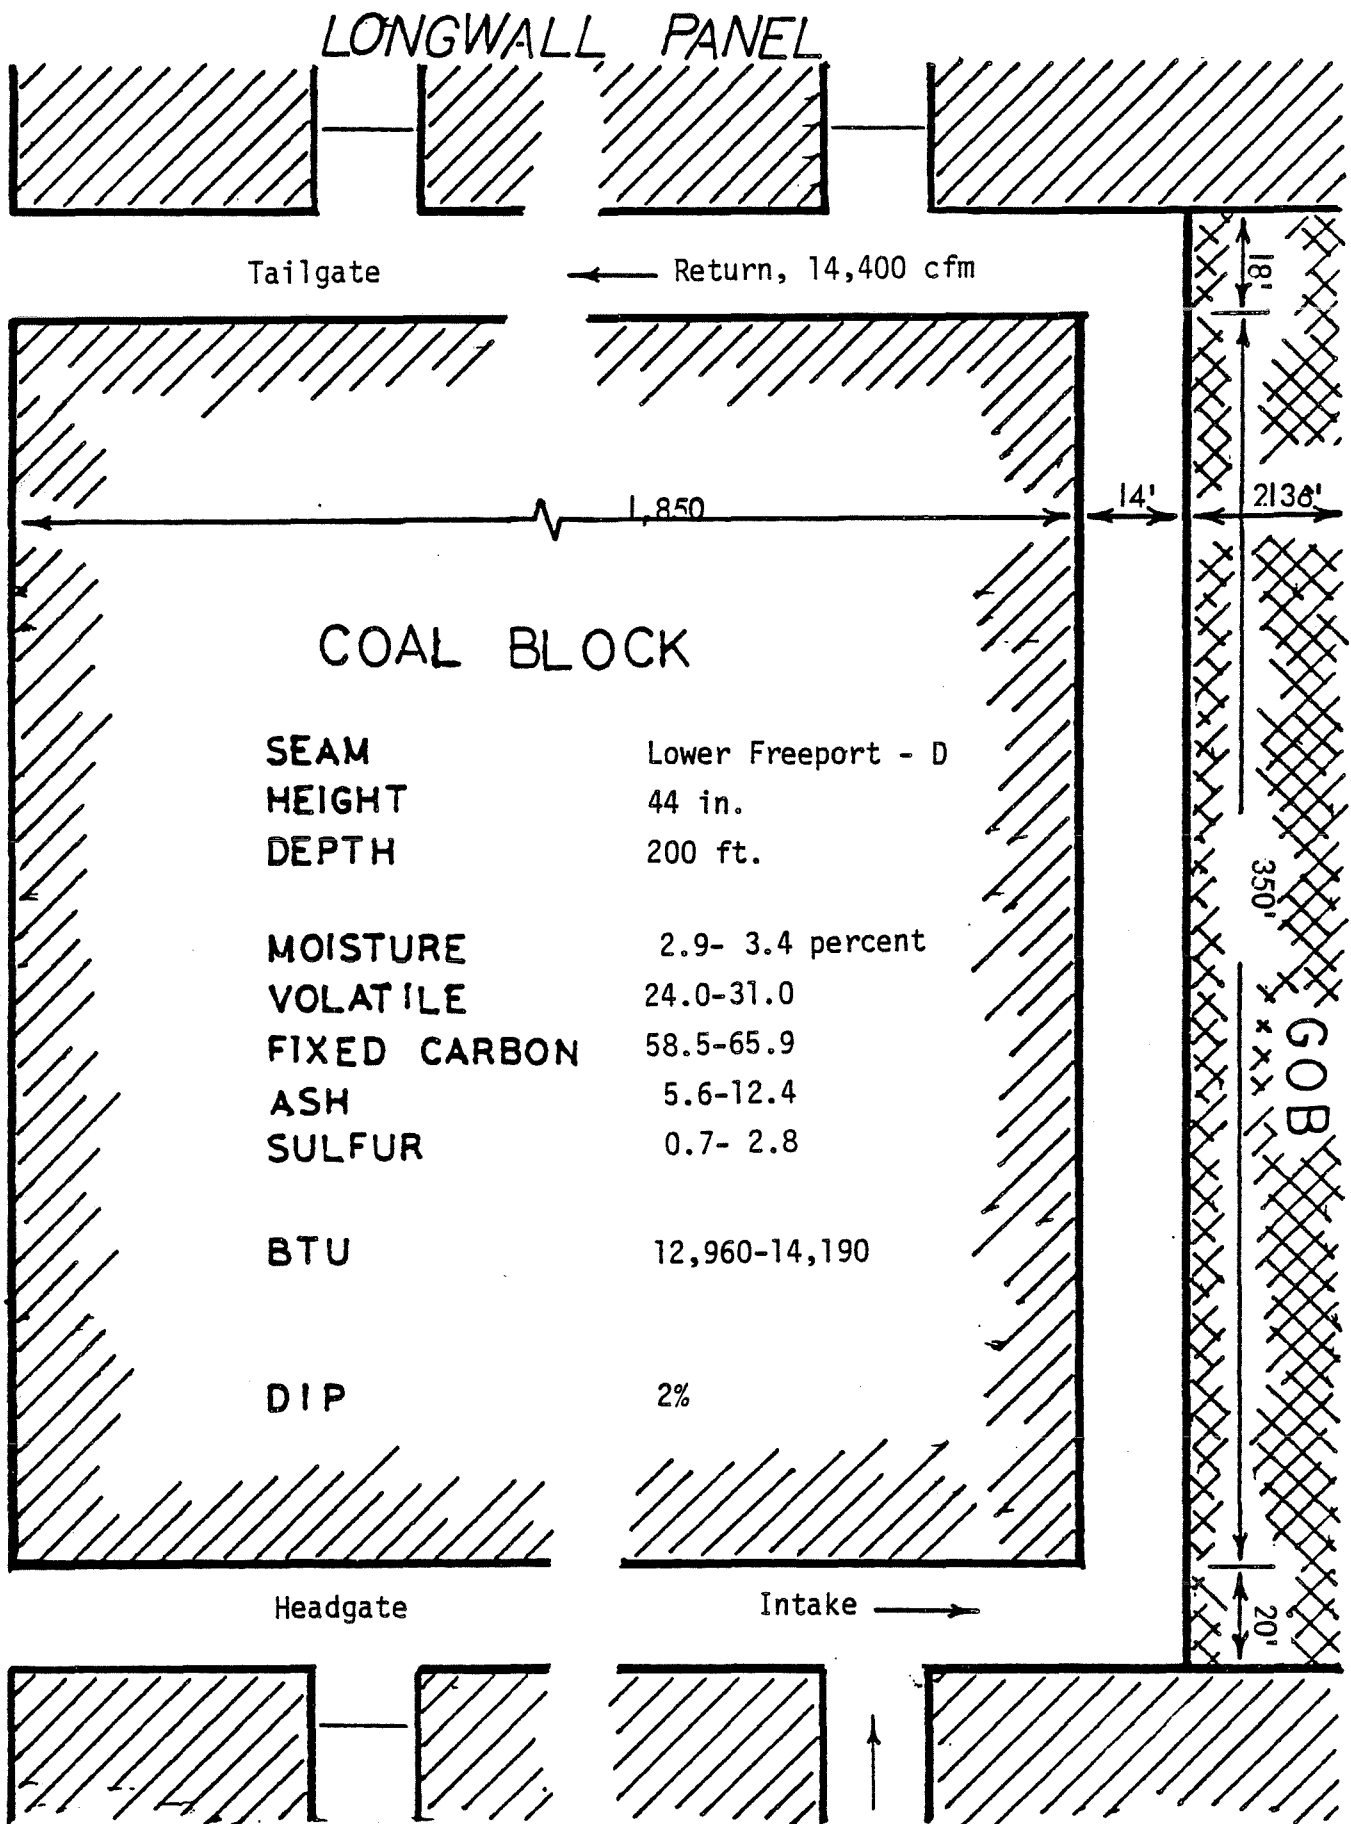 LONGWALL PANEL
Tailgate
Return, 14,400 cfm
18'
1,850
14'
2136'
COAL BLOCK
SEAM Lower Freeport - D
HEIGHT 44 in.
DEPTH 200 ft.
350'
MOISTURE 2.9- 3.4 percent
VOLATILE 24.0-31.0
FIXED CARBON 58.5-65.9
GOB
ASH 5.6-12.4
SULFUR 0.7- 2.8
BTU 12,960-14,190
DIP 2%
Headgate
Intake
20'